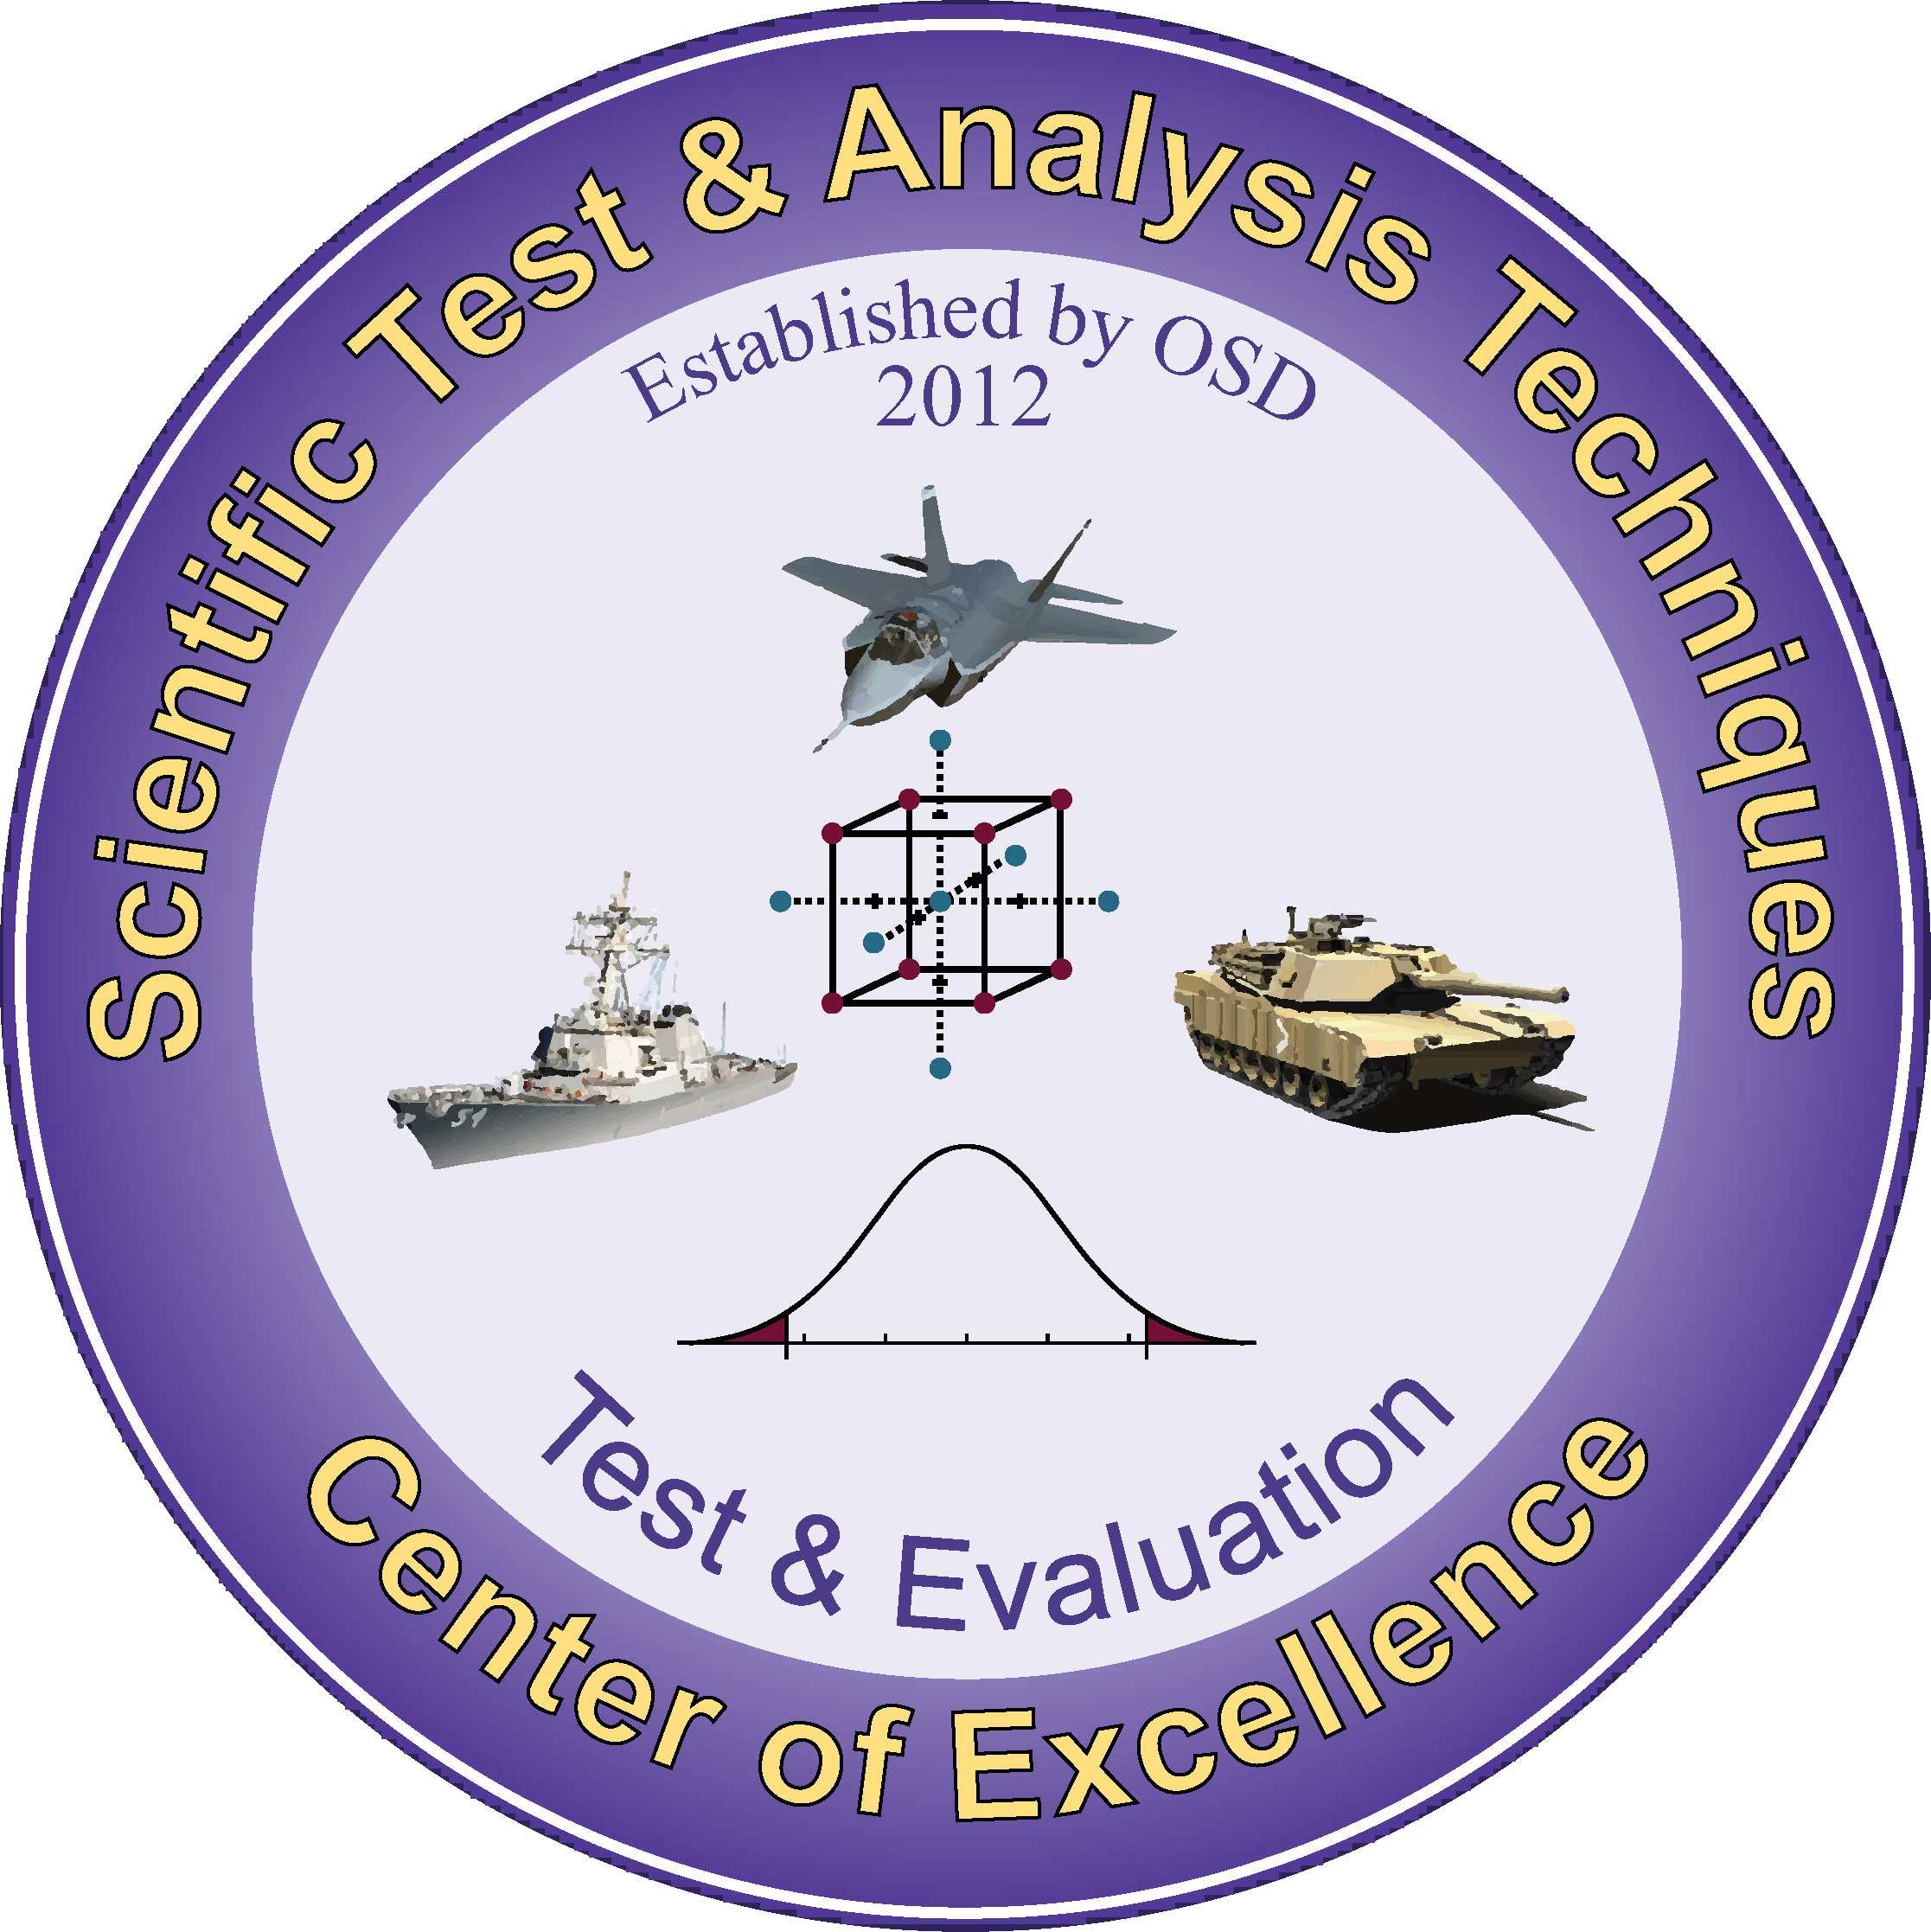 Scientific Test & Analysis Techniques
Established by OSD
2012
Test & Evaluation
Center of Excellence